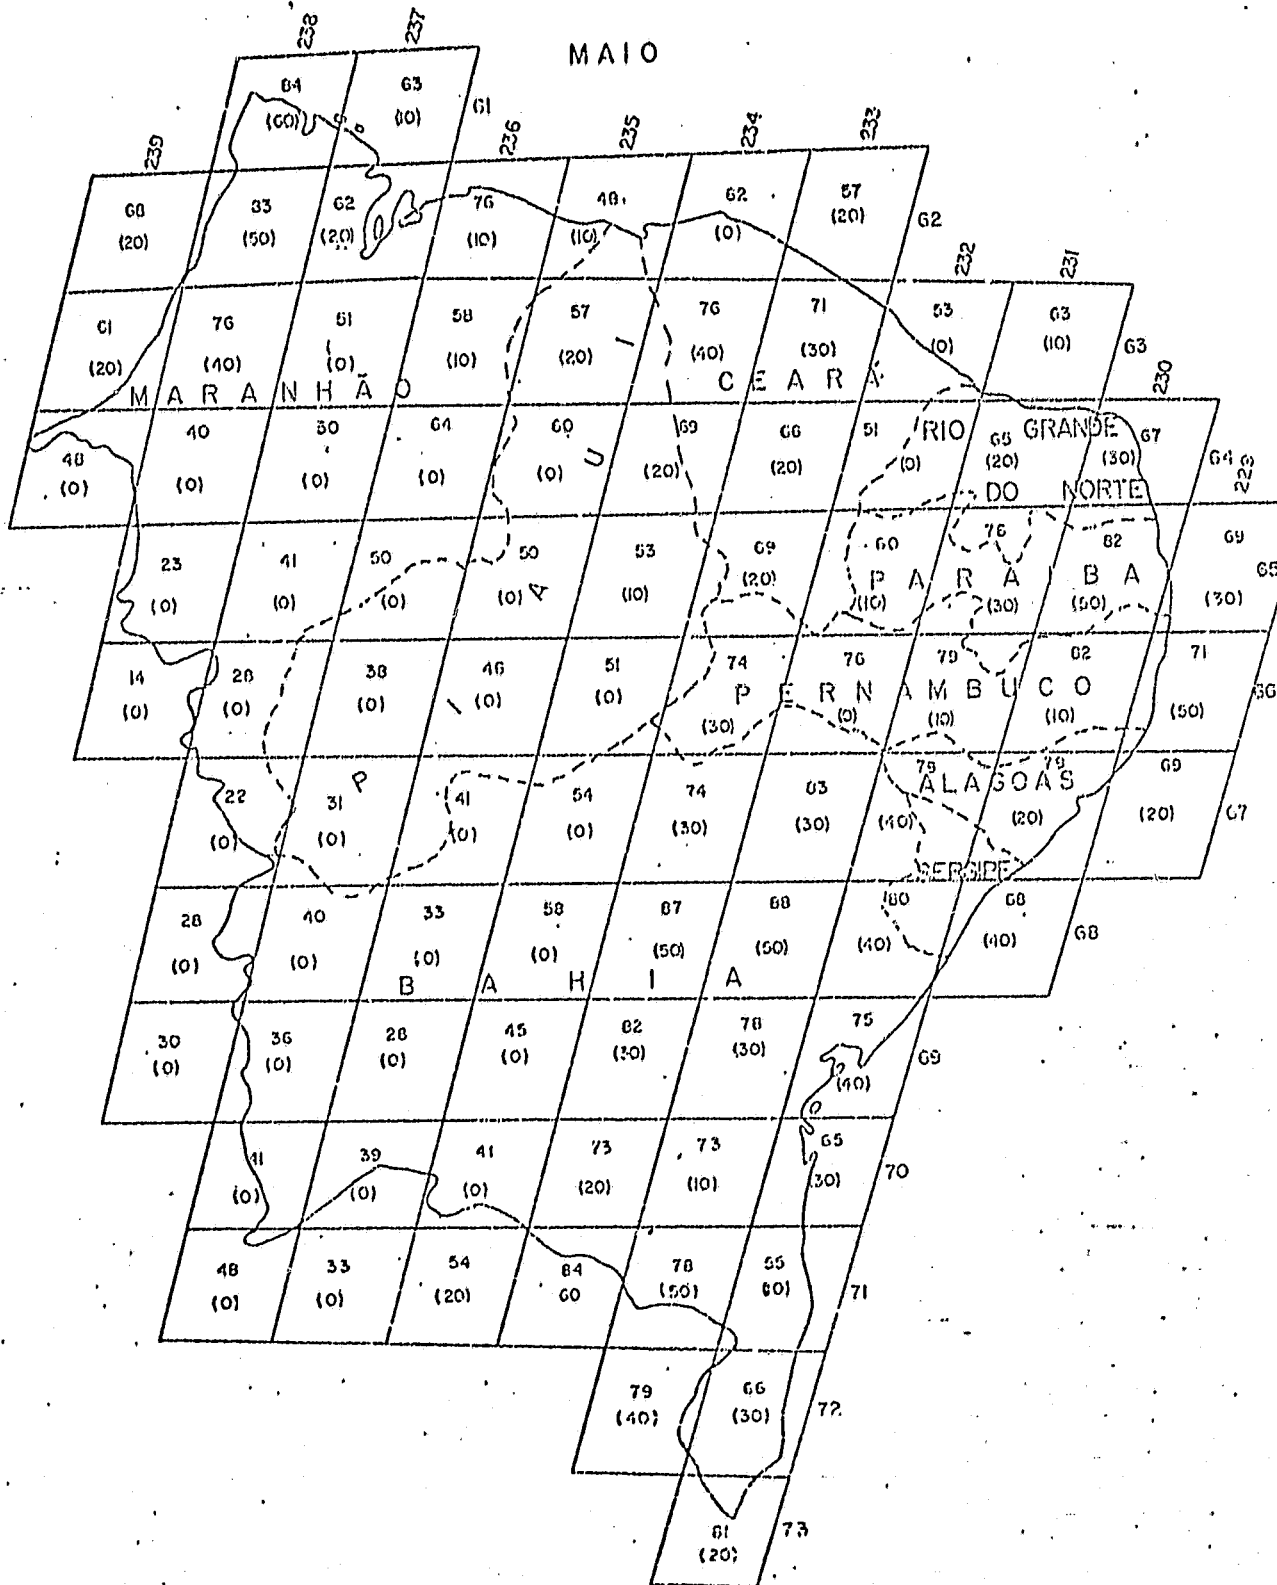 MAIO
238 237
84 63
(60) (10) 61
239 236 235 234 233
68 83 62 76 48 62 57
(20) (50) (20) (10) (10) (0) (20) 62
232 231
61 76 51 58 57 76 71 53 63
(20) (40) (0) (10) (20) (40) (30) (0) (10) 63
MARANHÃO CEARÁ
230
48 40 30 64 60 69 66 51 65 67
(0) (0) (0) (0) (0) (20) (20) (0) (20) (30) 64
RIO GRANDE
DO NORTE
229
23 41 50 50 53 69 60 76 82 69
(0) (0) (0) (0) (10) (20) (10) (30) (50) (30) 65
PARAIBA
14 28 38 46 51 74 76 79 82 71
(0) (0) (0) (0) (0) (30) (0) (10) (10) (50) 66
PERNAMBUCO
PIAUI
22 31 41 54 74 83 75 79 69
(0) (0) (0) (0) (30) (30) (40) (20) (20) 67
ALAGOAS
SERGIPE
28 40 33 58 87 88 80 68
(0) (0) (0) (0) (50) (50) (40) (40) 68
BAHIA
30 36 28 45 82 78 75
(0) (0) (0) (0) (30) (30) (40) 69
41 39 41 73 73 65
(0) (0) (0) (20) (10) (30) 70
48 33 54 84 78 55
(0) (0) (20) 60 (50) 71
79 66
(40) (30) 72
81
(20) 73